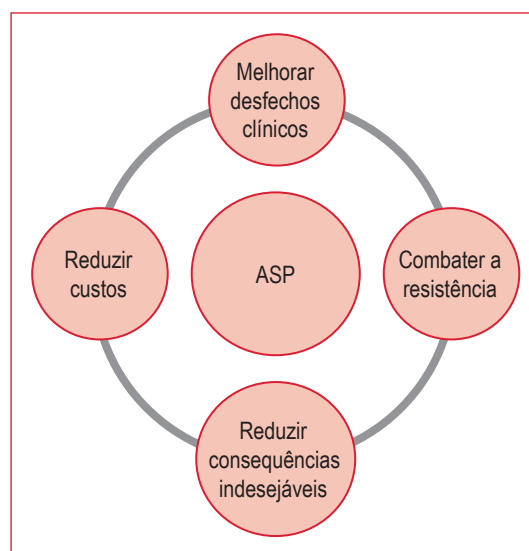 Melhorar
desfechos
clínicos
Reduzir
custos
ASP
Combater a
resistência
Reduzir
consequências
indesejáveis